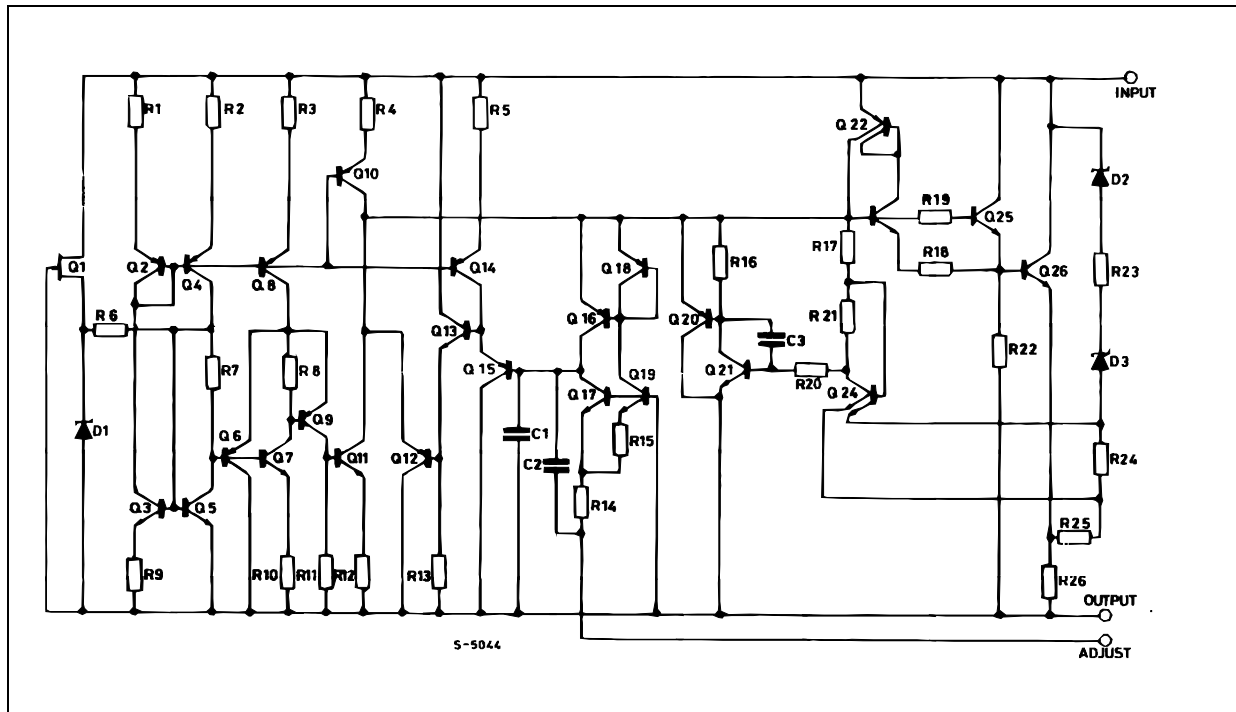 INPUT
R1
R2
R3
R4
R5
Q22
D2
Q10
R19
Q25
Q1
Q2
Q4
Q8
Q14
Q18
R16
R17
R18
Q26
R23
R6
Q13
Q16
Q20
C3
R21
R22
D3
R7
R8
Q15
Q17
Q19
Q21
R20
Q24
D1
Q6
Q7
Q9
Q11
Q12
C1
C2
R15
R24
Q3
Q5
R14
R25
R9
R10
R11
R12
R13
R26
OUTPUT
S-5044
ADJUST